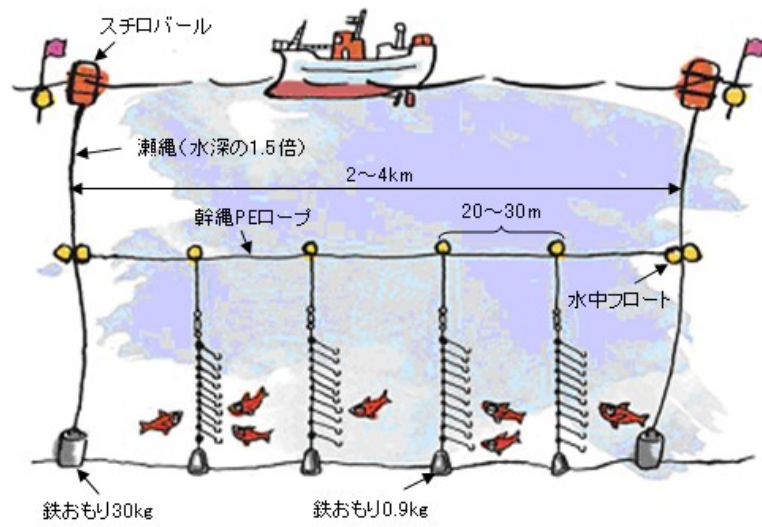 スチロバール
瀬縄(水深の1.5倍)
2～4km
幹縄PEロープ
20～30m
水中フロート
鉄おもり30kg
鉄おもり0.9kg